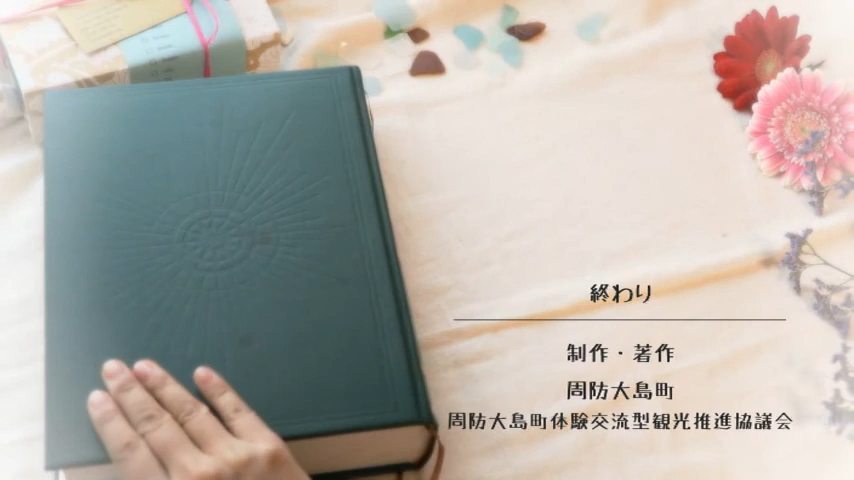 終わり
制作・著作
周防大島町
周防大島町体験交流型観光推進協議会